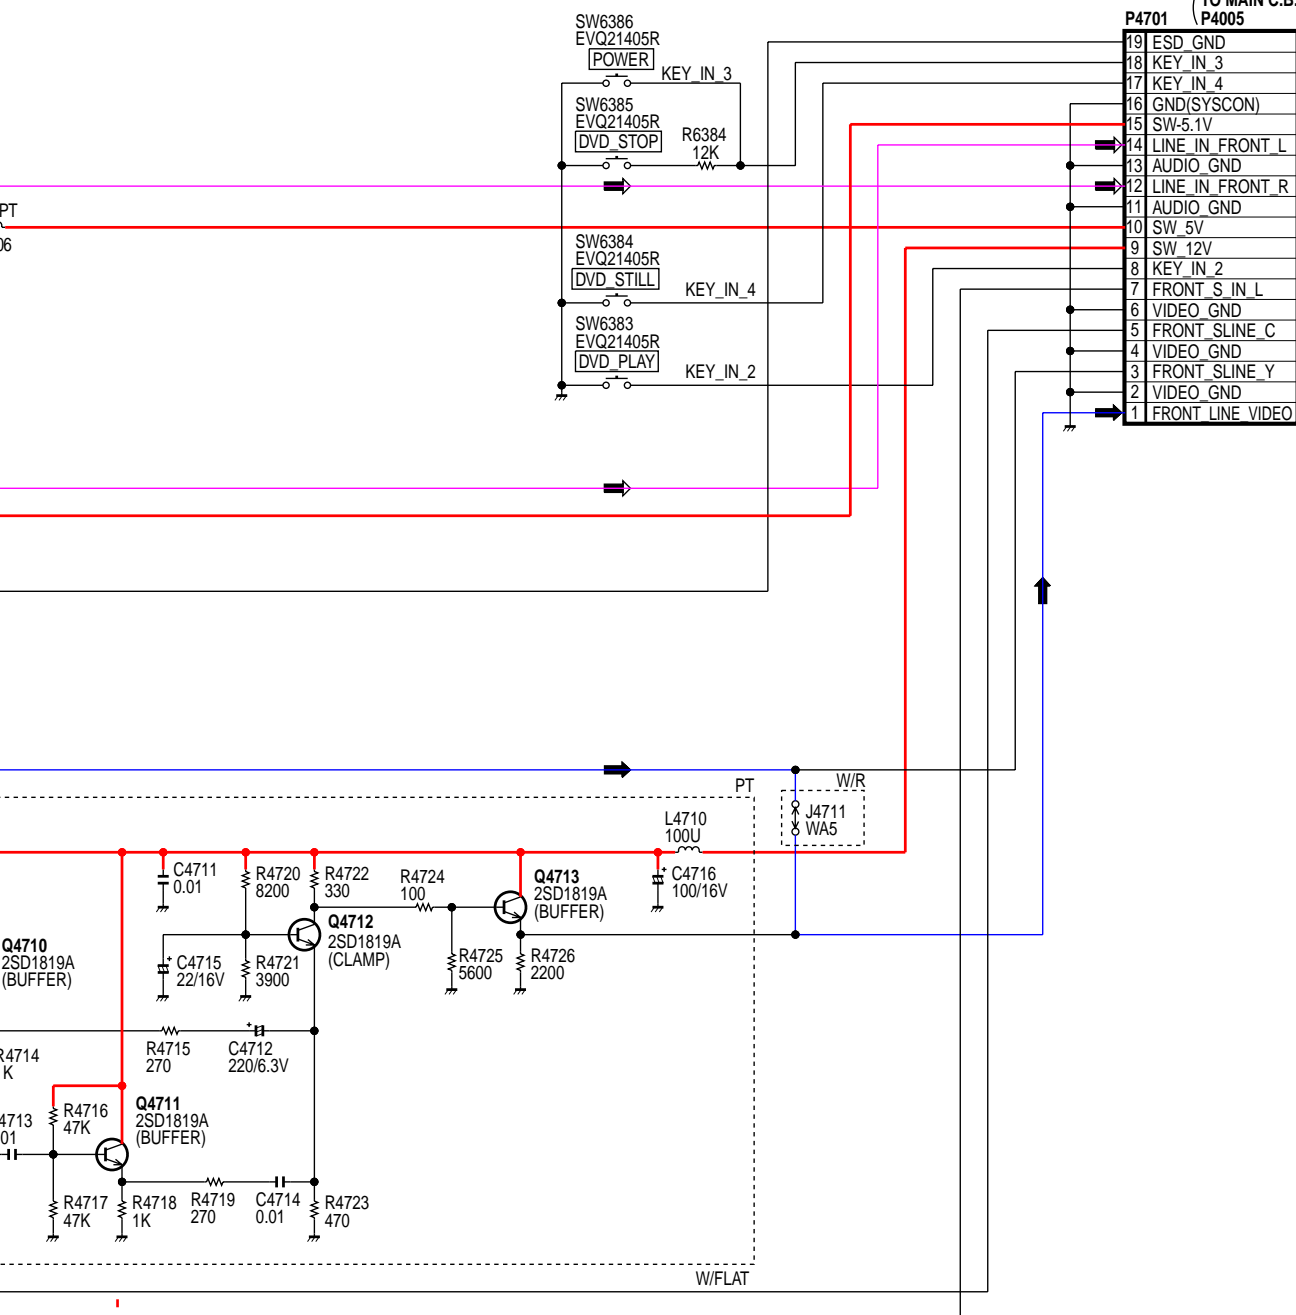 TO MAIN C.B.
P4701
P4005
19 ESD_GND
18 KEY_IN_3
17 KEY_IN_4
16 GND(SYSCON)
15 SW-5.1V
14 LINE_IN_FRONT_L
13 AUDIO_GND
12 LINE_IN_FRONT_R
11 AUDIO_GND
10 SW_5V
9 SW_12V
8 KEY_IN_2
7 FRONT_S_IN_L
6 VIDEO_GND
5 FRONT_SLINE_C
4 VIDEO_GND
3 FRONT_SLINE_Y
2 VIDEO_GND
1 FRONT_LINE_VIDEO
SW6386
EVQ21405R
POWER
KEY_IN_3
SW6385
EVQ21405R
DVD_STOP
R6384
12K
PT
06
SW6384
EVQ21405R
DVD_STILL
KEY_IN_4
SW6383
EVQ21405R
DVD_PLAY
KEY_IN_2
PT
W/R
J4711
WA5
L4710
100U
C4711
0.01
R4720
8200
R4722
330
R4724
100
Q4713
2SD1819A
(BUFFER)
C4716
100/16V
Q4712
2SD1819A
(CLAMP)
Q4710
2SD1819A
(BUFFER)
C4715
22/16V
R4721
3900
R4725
5600
R4726
2200
R4714
K
R4715
270
C4712
220/6.3V
4713
01
R4716
47K
Q4711
2SD1819A
(BUFFER)
R4717
47K
R4718
1K
R4719
270
C4714
0.01
R4723
470
W/FLAT